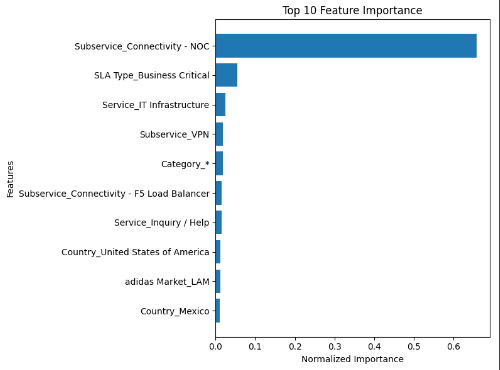 Top 10 Feature Importance
Features
Subservice_Connectivity - NOC
SLA Type_Business Critical
Service_IT Infrastructure
Subservice_VPN
Category_*
Subservice_Connectivity - F5 Load Balancer
Service_Inquiry / Help
Country_United States of America
adidas Market_LAM
Country_Mexico
0.0 0.1 0.2 0.3 0.4 0.5 0.6
Normalized Importance